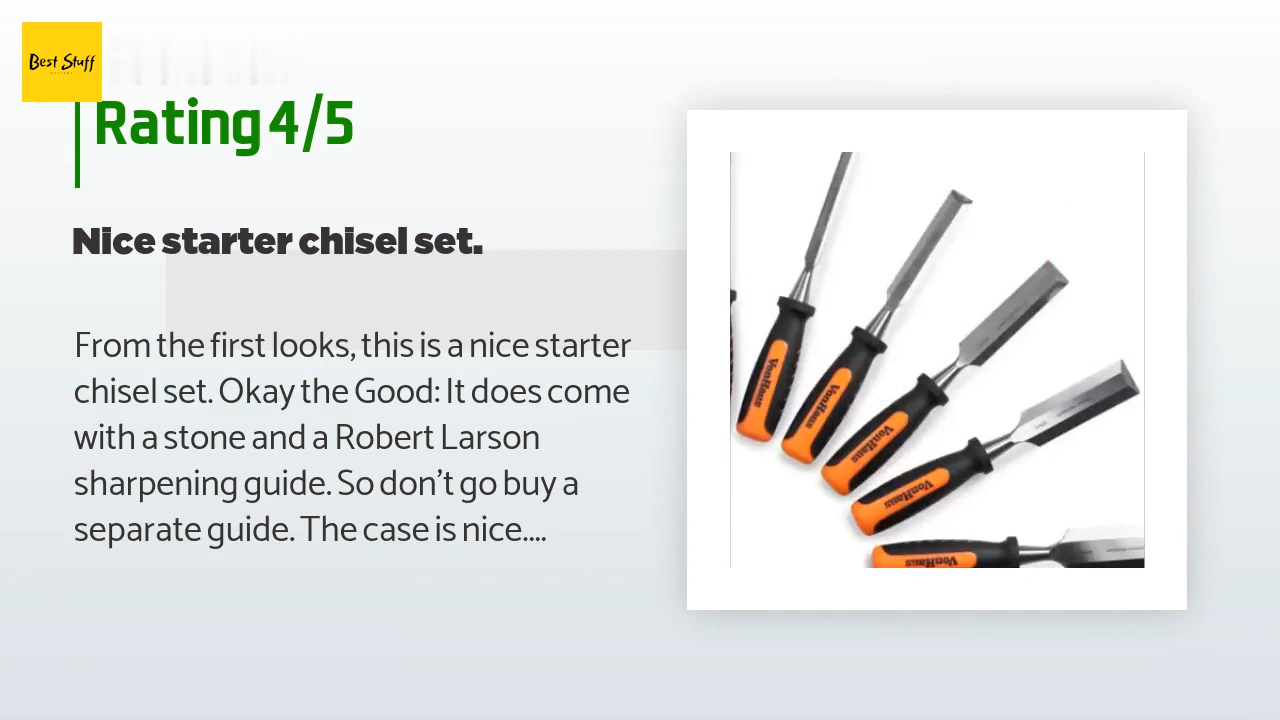 Best Stuff
Rating 4/5
Nice starter chisel set.
From the first looks, this is a nice starter
chisel set. Okay the Good: It does come
with a stone and a Robert Larson
sharpening guide. So don’t go buy a
separate guide. The case is nice....
VonHaus
VonHaus
VonHaus
VonHaus
VonHaus